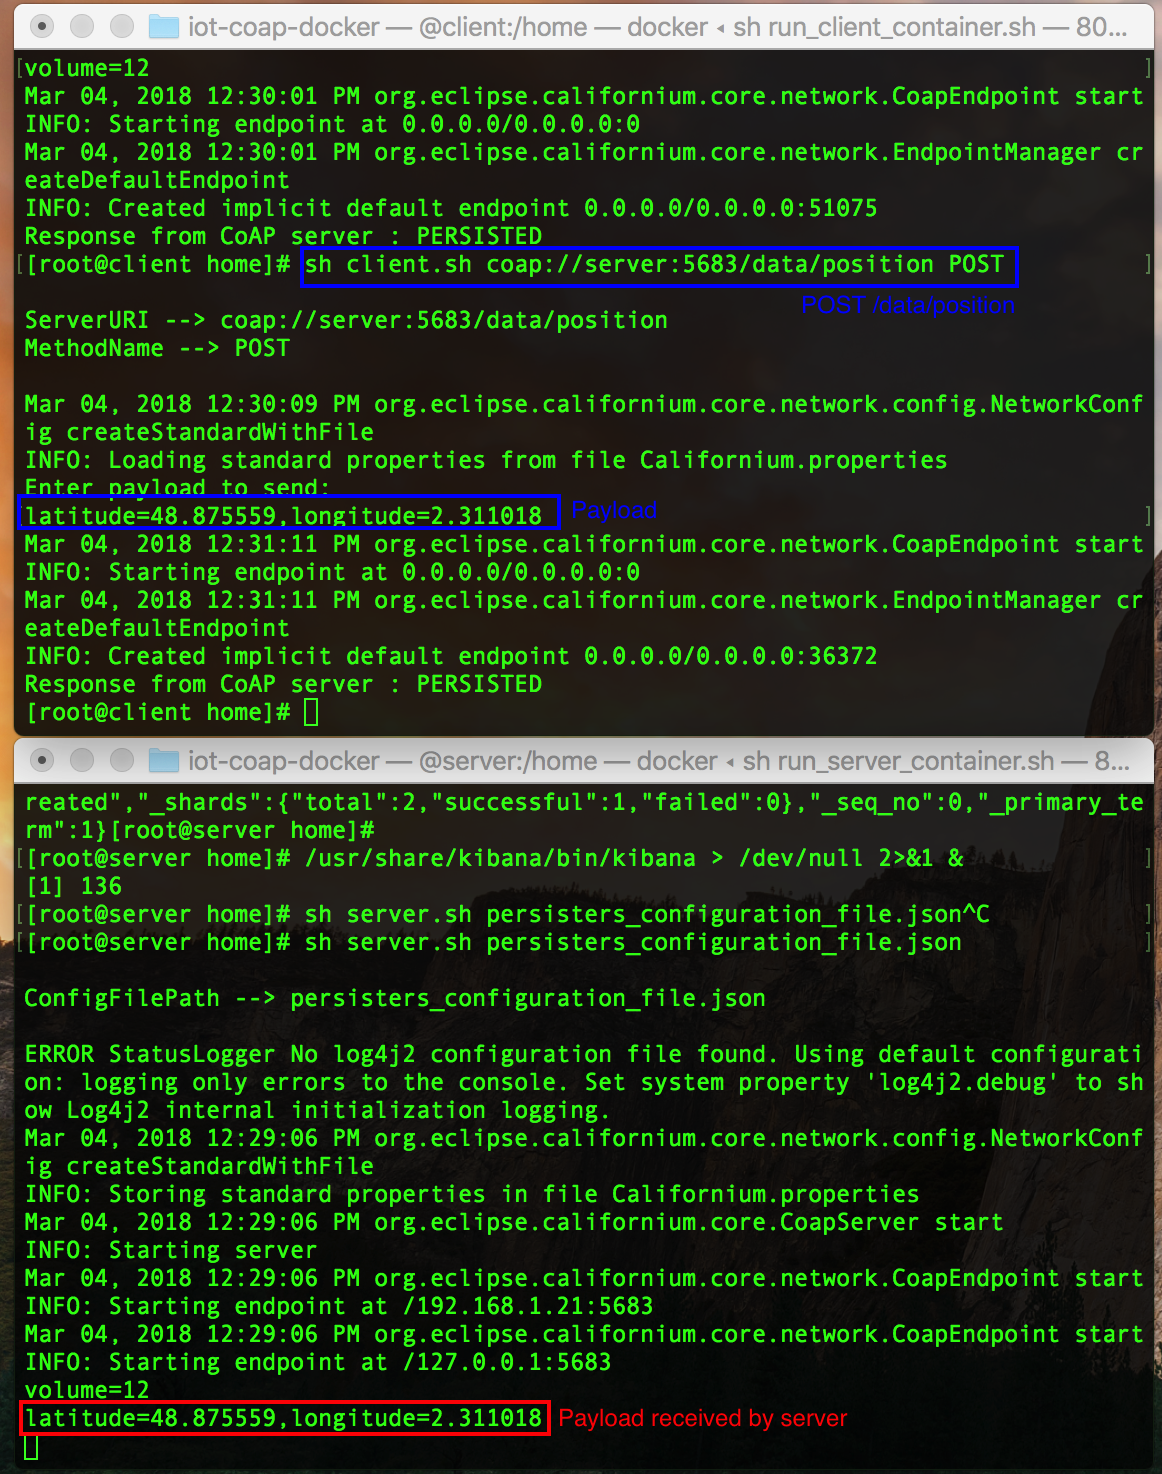 iot-coap-docker — @client:/home — docker ◂ sh run_client_container.sh — 80...
[volume=12 ]
Mar 04, 2018 12:30:01 PM org.eclipse.californium.core.network.CoapEndpoint start
INFO: Starting endpoint at 0.0.0.0/0.0.0.0:0
Mar 04, 2018 12:30:01 PM org.eclipse.californium.core.network.EndpointManager cr
eateDefaultEndpoint
INFO: Created implicit default endpoint 0.0.0.0/0.0.0.0:51075
Response from CoAP server : PERSISTED
[[root@client home]# sh client.sh coap://server:5683/data/position POST ]
POST /data/position
ServerURI --> coap://server:5683/data/position
MethodName --> POST
Mar 04, 2018 12:30:09 PM org.eclipse.californium.core.network.config.NetworkConf
ig createStandardWithFile
INFO: Loading standard properties from file Californium.properties
Enter payload to send:
latitude=48.875559,longitude=2.311018 Payload ]
Mar 04, 2018 12:31:11 PM org.eclipse.californium.core.network.CoapEndpoint start
INFO: Starting endpoint at 0.0.0.0/0.0.0.0:0
Mar 04, 2018 12:31:11 PM org.eclipse.californium.core.network.EndpointManager cr
eateDefaultEndpoint
INFO: Created implicit default endpoint 0.0.0.0/0.0.0.0:36372
Response from CoAP server : PERSISTED
[root@client home]#
iot-coap-docker — @server:/home — docker ◂ sh run_server_container.sh — 8...
reated","_shards":{"total":2,"successful":1,"failed":0},"_seq_no":0,"_primary_te
rm":1}[root@server home]#
[[root@server home]# /usr/share/kibana/bin/kibana > /dev/null 2>&1 & ]
[1] 136
[[root@server home]# sh server.sh persisters_configuration_file.json^C ]
[[root@server home]# sh server.sh persisters_configuration_file.json ]
ConfigFilePath --> persisters_configuration_file.json
ERROR StatusLogger No log4j2 configuration file found. Using default configurati
on: logging only errors to the console. Set system property 'log4j2.debug' to sh
ow Log4j2 internal initialization logging.
Mar 04, 2018 12:29:06 PM org.eclipse.californium.core.network.config.NetworkConf
ig createStandardWithFile
INFO: Storing standard properties in file Californium.properties
Mar 04, 2018 12:29:06 PM org.eclipse.californium.core.CoapServer start
INFO: Starting server
Mar 04, 2018 12:29:06 PM org.eclipse.californium.core.network.CoapEndpoint start
INFO: Starting endpoint at /192.168.1.21:5683
Mar 04, 2018 12:29:06 PM org.eclipse.californium.core.network.CoapEndpoint start
INFO: Starting endpoint at /127.0.0.1:5683
volume=12
latitude=48.875559,longitude=2.311018 Payload received by server